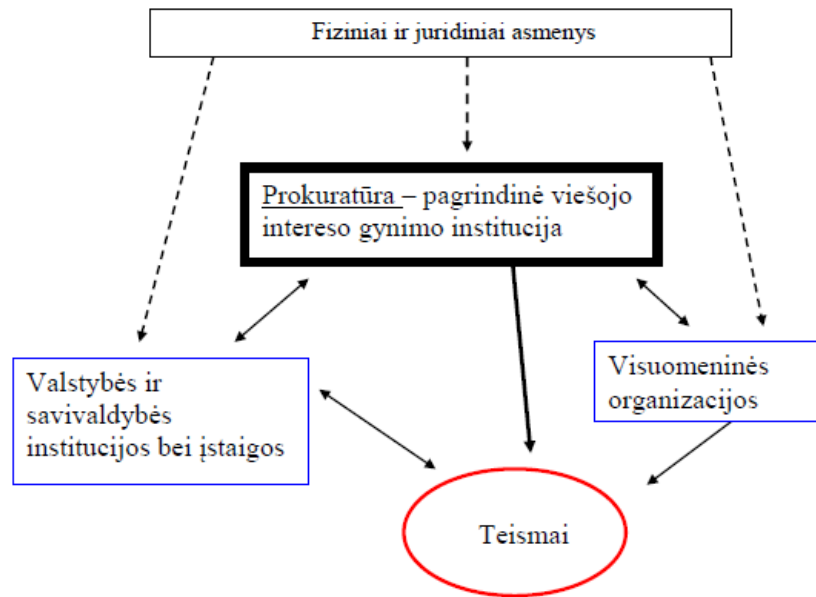 Fiziniai ir juridiniai asmenys
Prokuratūra – pagrindinė viešojo
intereso gynimo institucija
Valstybės ir
savivaldybės
institucijos bei įstaigos
Visuomeninės
organizacijos
Teismai